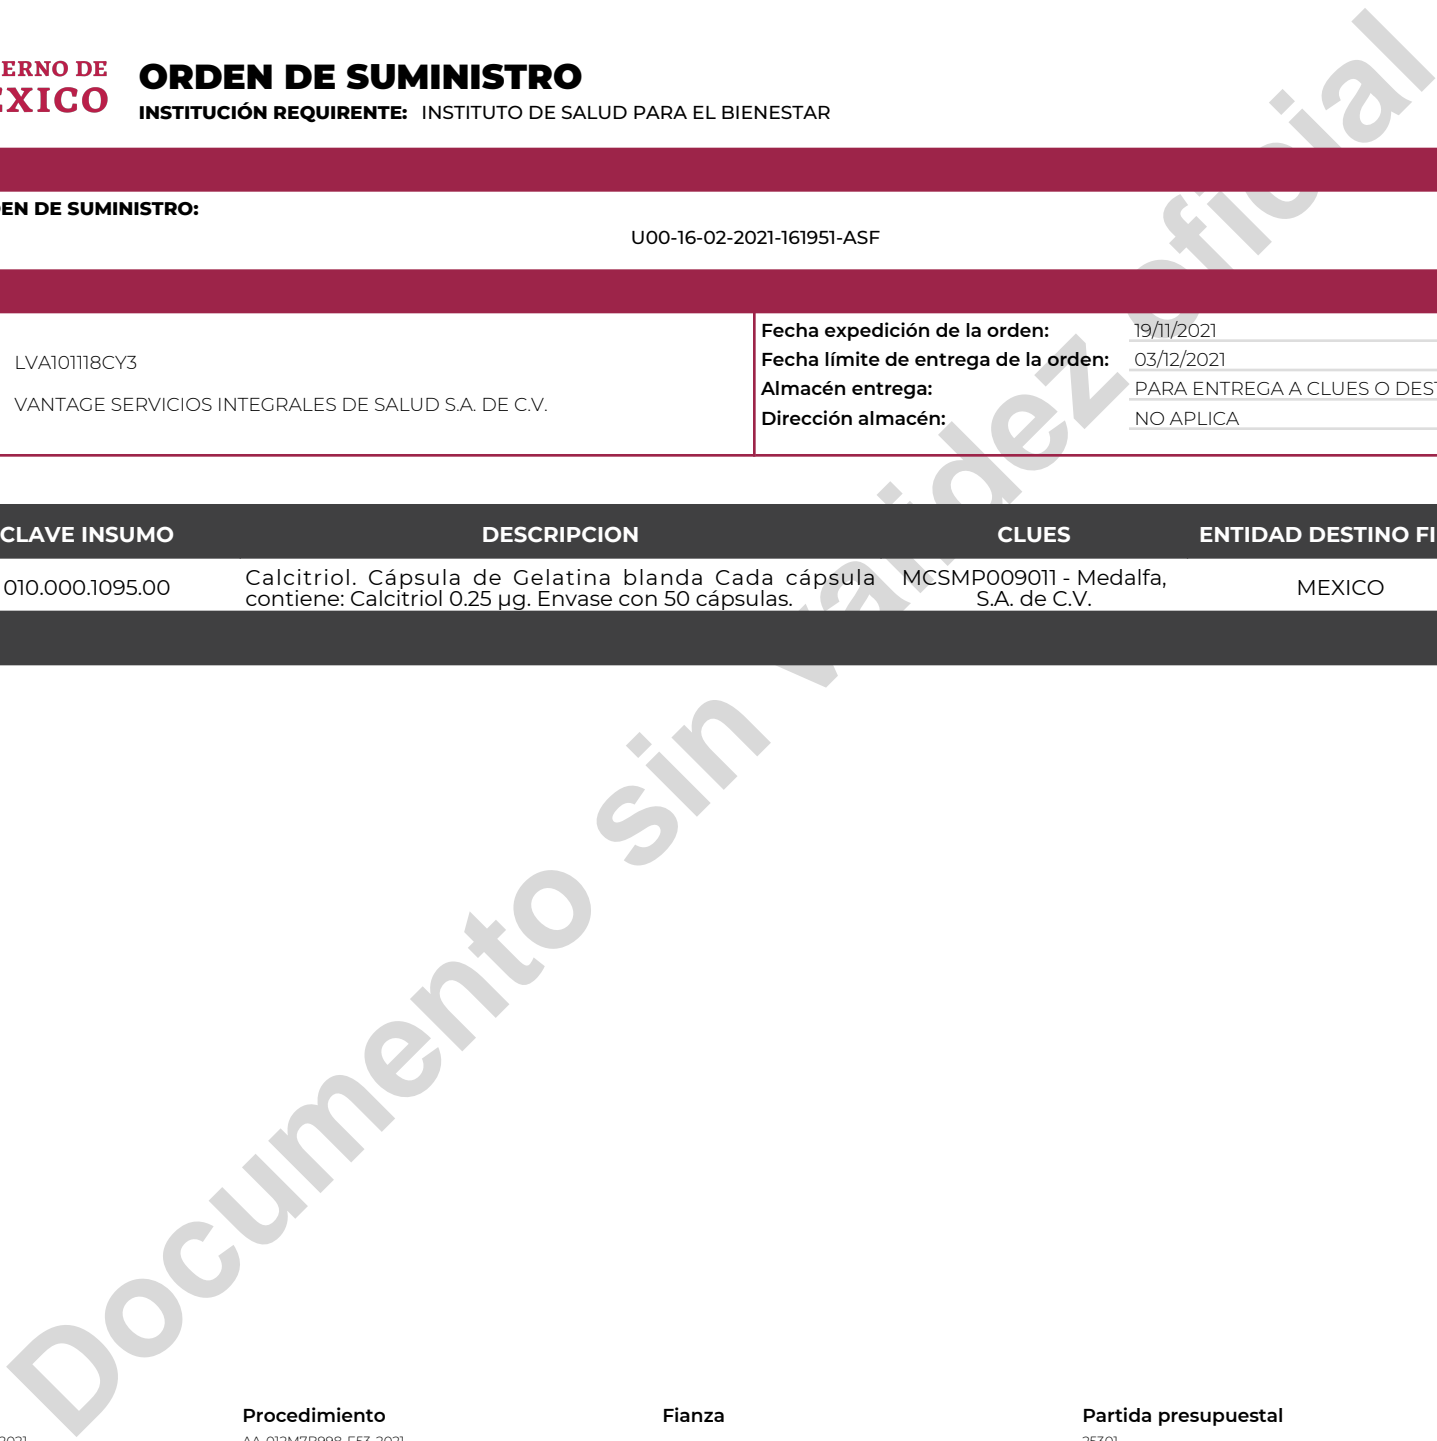 ERNO DE
EXICO
ORDEN DE SUMINISTRO
INSTITUCIÓN REQUIRENTE: INSTITUTO DE SALUD PARA EL BIENESTAR
EN DE SUMINISTRO:
U00-16-02-2021-161951-ASF
LVA101118CY3
VANTAGE SERVICIOS INTEGRALES DE SALUD S.A. DE C.V.
Fecha expedición de la orden: 19/11/2021
Fecha límite de entrega de la orden: 03/12/2021
Almacén entrega: PARA ENTREGA A CLUES O DEST
Dirección almacén: NO APLICA
CLAVE INSUMO DESCRIPCION CLUES ENTIDAD DESTINO FI
010.000.1095.00
Calcitriol. Cápsula de Gelatina blanda Cada cápsula
contiene: Calcitriol 0.25 µg. Envase con 50 cápsulas.
MCSMP009011 - Medalfa,
S.A. de C.V.
MEXICO
Documento sin validez oficial
Procedimiento Fianza Partida presupuestal